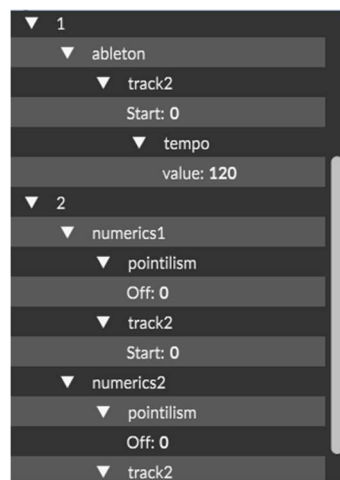 1
ableton
track2
Start: 0
tempo
value: 120
2
numerics1
pointilism
Off: 0
track2
Start: 0
numerics2
pointilism
Off: 0
track2